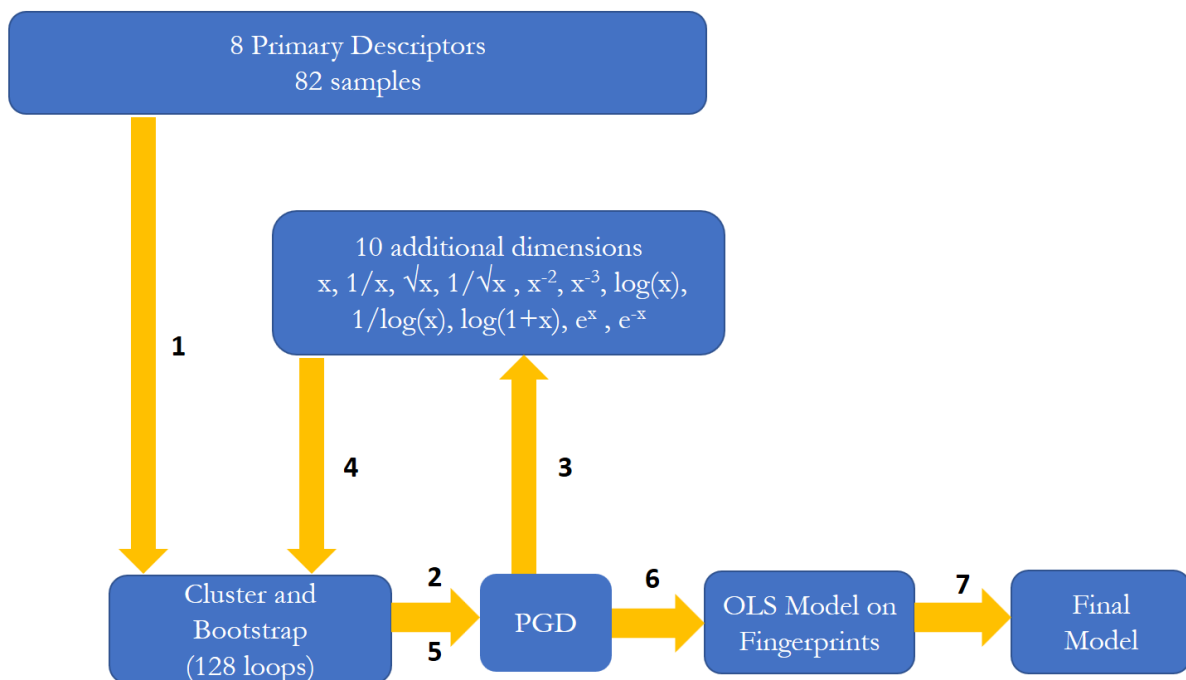 8 Primary Descriptors
82 samples
10 additional dimensions
x, 1/x, √x, 1/√x , x⁻², x⁻³, log(x),
1/log(x), log(1+x), eˣ , e⁻ˣ
1
4
3
2
5
6
7
Cluster and
Bootstrap
(128 loops)
PGD
OLS Model on
Fingerprints
Final
Model